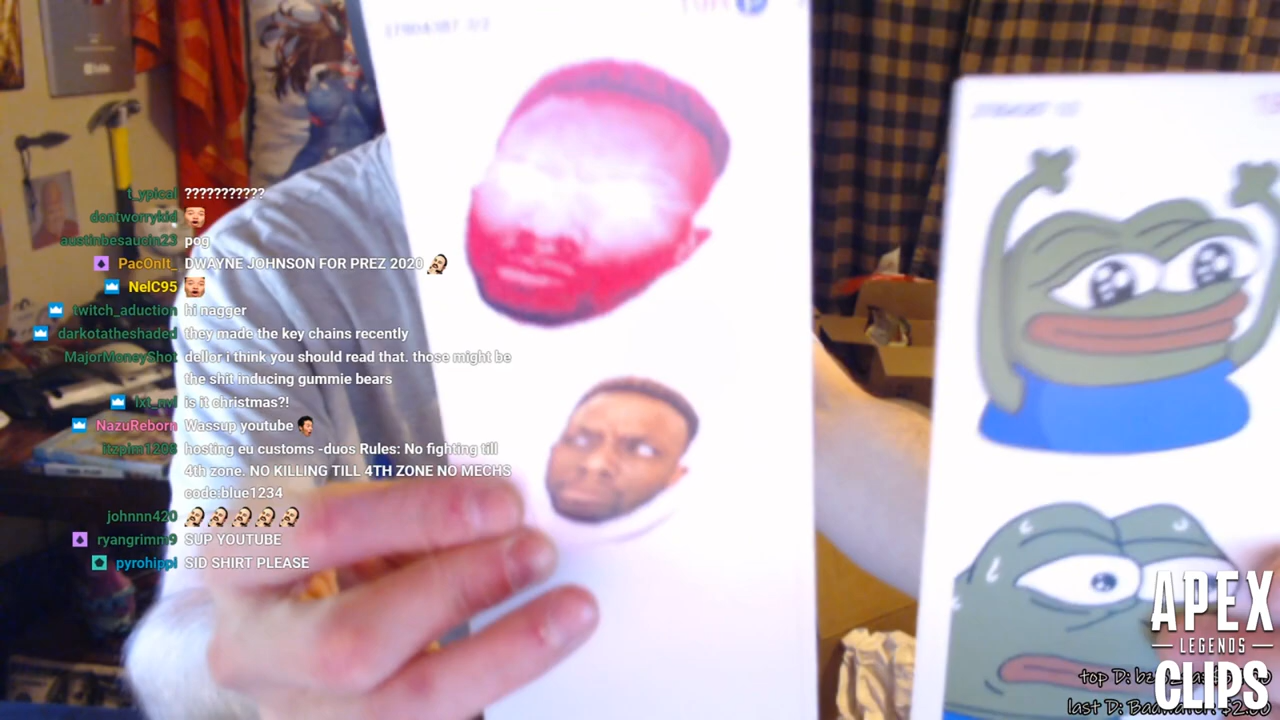 t_ypical ???????????
dontworrykid
austinbesaucin23 pog
PacOnIt_ DWAYNE JOHNSON FOR PREZ 2020
NelC95
twitch_aduction hi nagger
darkotatheshaded they made the key chains recently
MajorMoneyShot dellor i think you should read that. those might be
the shit inducing gummie bears
is it christmas?!
NazuReborn Wassup youtube
itzpim1298 hosting eu customs -duos Rules: No fighting till
4th zone. NO KILLING TILL 4TH ZONE NO MECHS
code:blue1234
johnnn420
ryangrimm9 SUP YOUTUBE
pyrohippi SID SHIRT PLEASE
APEX
LEGENDS
CLIPS
top D:
last D: